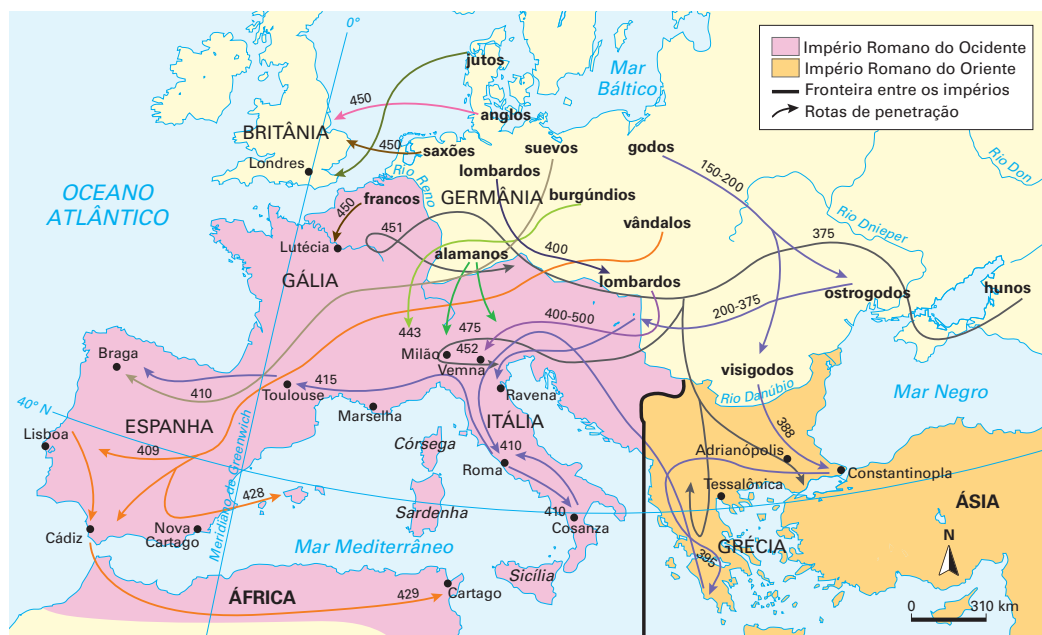 0°
Império Romano do Ocidente
Império Romano do Oriente
Fronteira entre os impérios
Rotas de penetração
Mar
Báltico
jutos
450
anglos
BRITÂNIA
450
saxões
suevos
godos
Londres
lombardos
Rio Reno
GERMÂNIA
burgúndios
150-200
Rio Don
OCEANO
ATLÂNTICO
francos
450
451
vândalos
Rio Dnieper
375
Lutécia
alamanos
400
GÁLIA
lombardos
ostrogodos
hunos
200-375
400-500
443
475
Milão
452
Vemna
Braga
visigodos
415
Toulouse
Ravena
Rio Danúbio
Mar Negro
410
Marselha
40° N
ESPANHA
ITÁLIA
388
Lisboa
Córsega
410
Adrianópolis
409
Roma
Constantinopla
Meridiano de Greenwich
428
Tessalônica
ÁSIA
Sardenha
410
Cosanza
Nova
Cartago
Cádiz
Mar Mediterrâneo
GRÉCIA
N
395
Sicília
Cartago
ÁFRICA
429
0
310 km